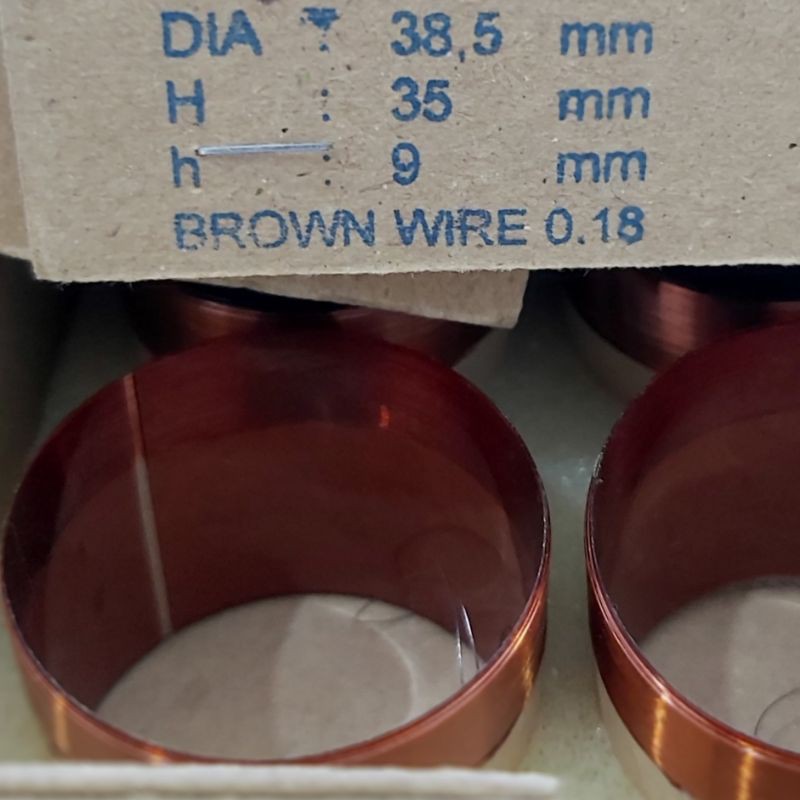 DIA : 38,5 mm
H : 35 mm
h : 9 mm
BROWN WIRE 0.18